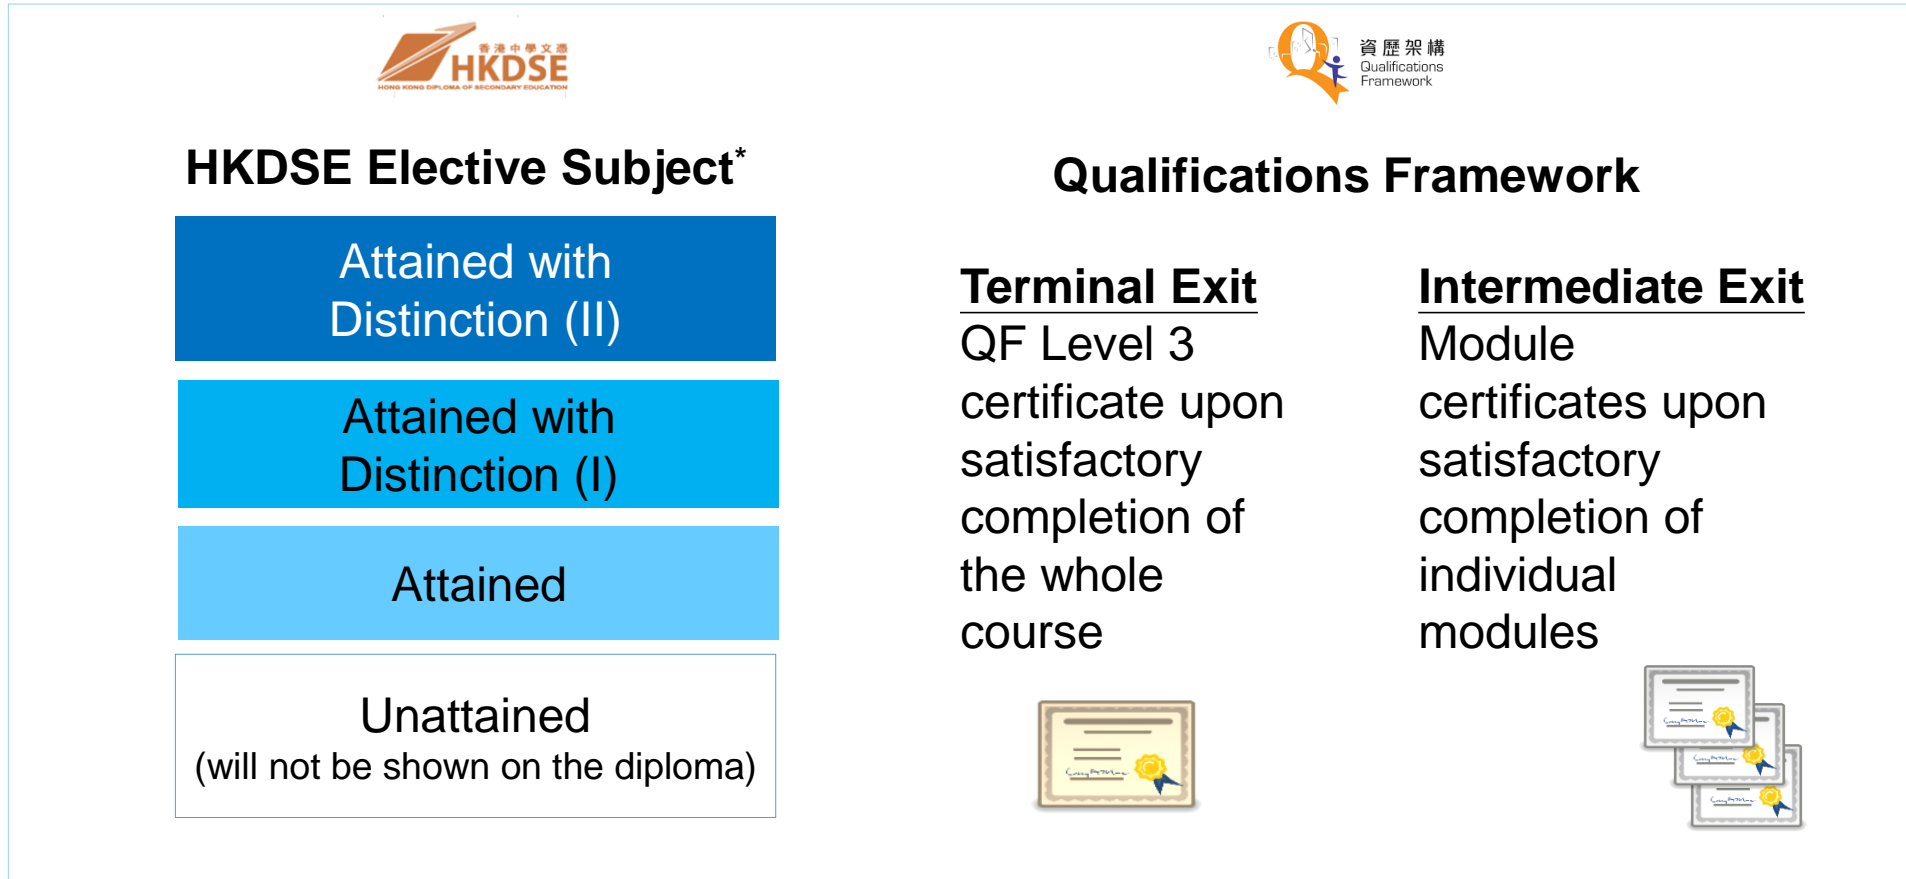 香港中學文憑
HKDSE
HONG KONG DIPLOMA OF SECONDARY EDUCATION
資歷架構
Qualifications
Framework
HKDSE Elective Subject*
Attained with
Distinction (II)
Attained with
Distinction (I)
Attained
Unattained
(will not be shown on the diploma)
Qualifications Framework
Terminal Exit
QF Level 3
certificate upon
satisfactory
completion of
the whole
course
Intermediate Exit
Module
certificates upon
satisfactory
completion of
individual
modules